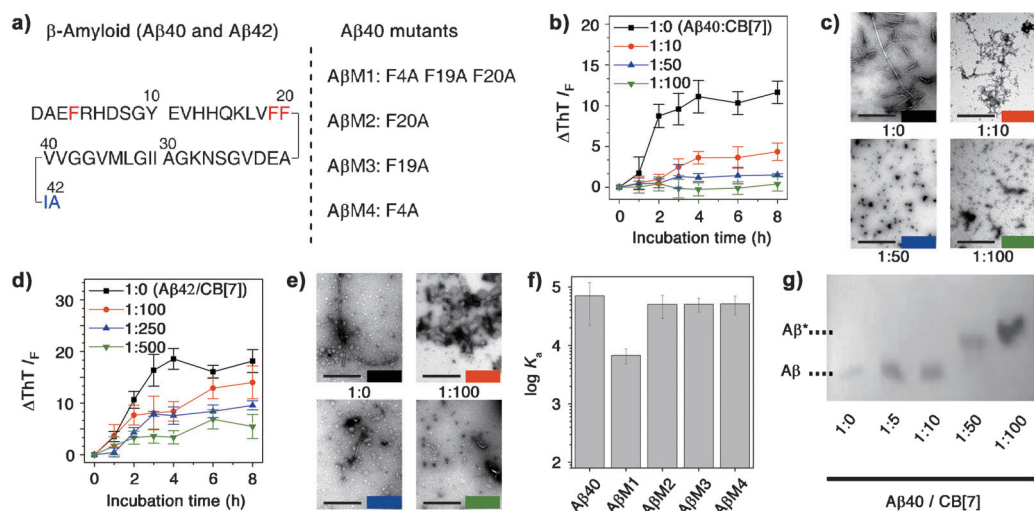 a)
β-Amyloid (Aβ40 and Aβ42)
10 20
DAEFRHDSGY EVHHQKLVFF
40 30
VVGGVMLGII AGKNSGVDEA
42
IA
Aβ40 mutants
AβM1: F4A F19A F20A
AβM2: F20A
AβM3: F19A
AβM4: F4A
b)
1:0 (Aβ40:CB[7])
1:10
1:50
1:100
15
10
5
0
ΔThT I_F
0 2 4 6 8
Incubation time (h)
c)
1:0 1:10
1:50 1:100
d)
1:0 (Aβ42/CB[7])
1:100
1:250
1:500
30
20
10
0
ΔThT I_F
0 2 4 6 8
Incubation time (h)
e)
1:0 1:100
f)
5
4
5
2
log K_a
Aβ40 AβM1 AβM2 AβM3 AβM4
g)
Aβ*
Aβ
1:0 1:5 1:10 1:50 1:100
Aβ40 / CB[7]